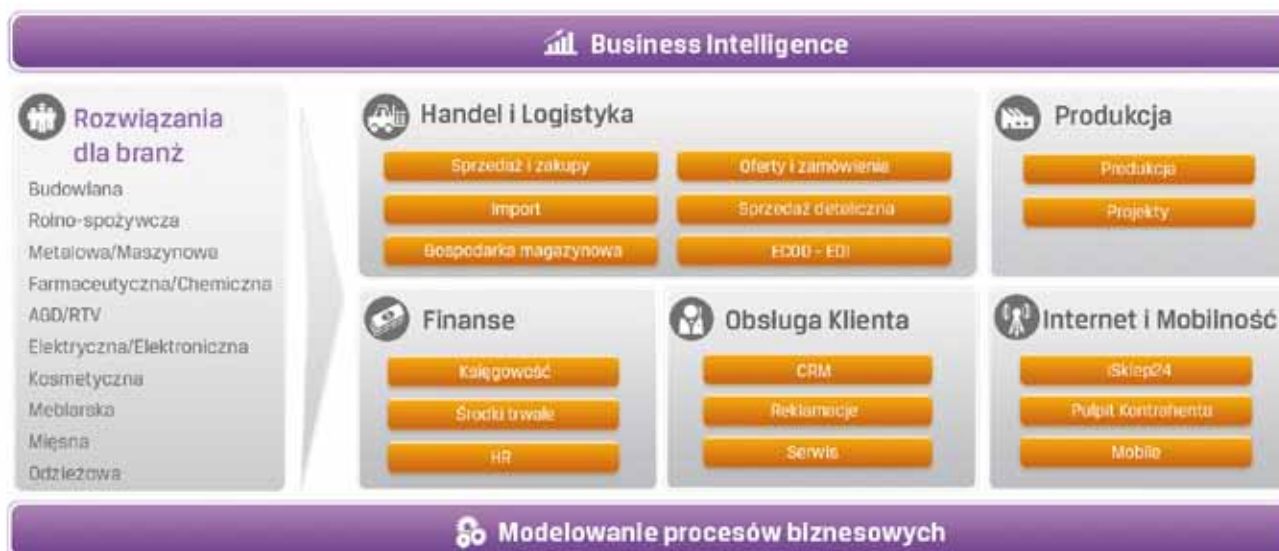 Business Intelligence
Rozwiązania
dla branż
Budowlana
Rolno-spożywcza
Metalowa/Maszynowa
Farmaceutyczna/Chemiczna
AGD/RTV
Elektryczna/Elektroniczna
Kosmetyczna
Meblarska
Mięsna
Odzieżowa
Handel i Logistyka
Sprzedaż i zakupy
Oferty i zamówienia
Import
Sprzedaż detaliczna
Gospodarka magazynowa
ECOD - EDI
Produkcja
Produkcja
Projekty
Finanse
Księgowość
Środki trwałe
HR
Obsługa Klienta
CRM
Reklamacje
Serwis
Internet i Mobilność
iSklep24
Pulpit Kontrahenta
Mobile
Modelowanie procesów biznesowych